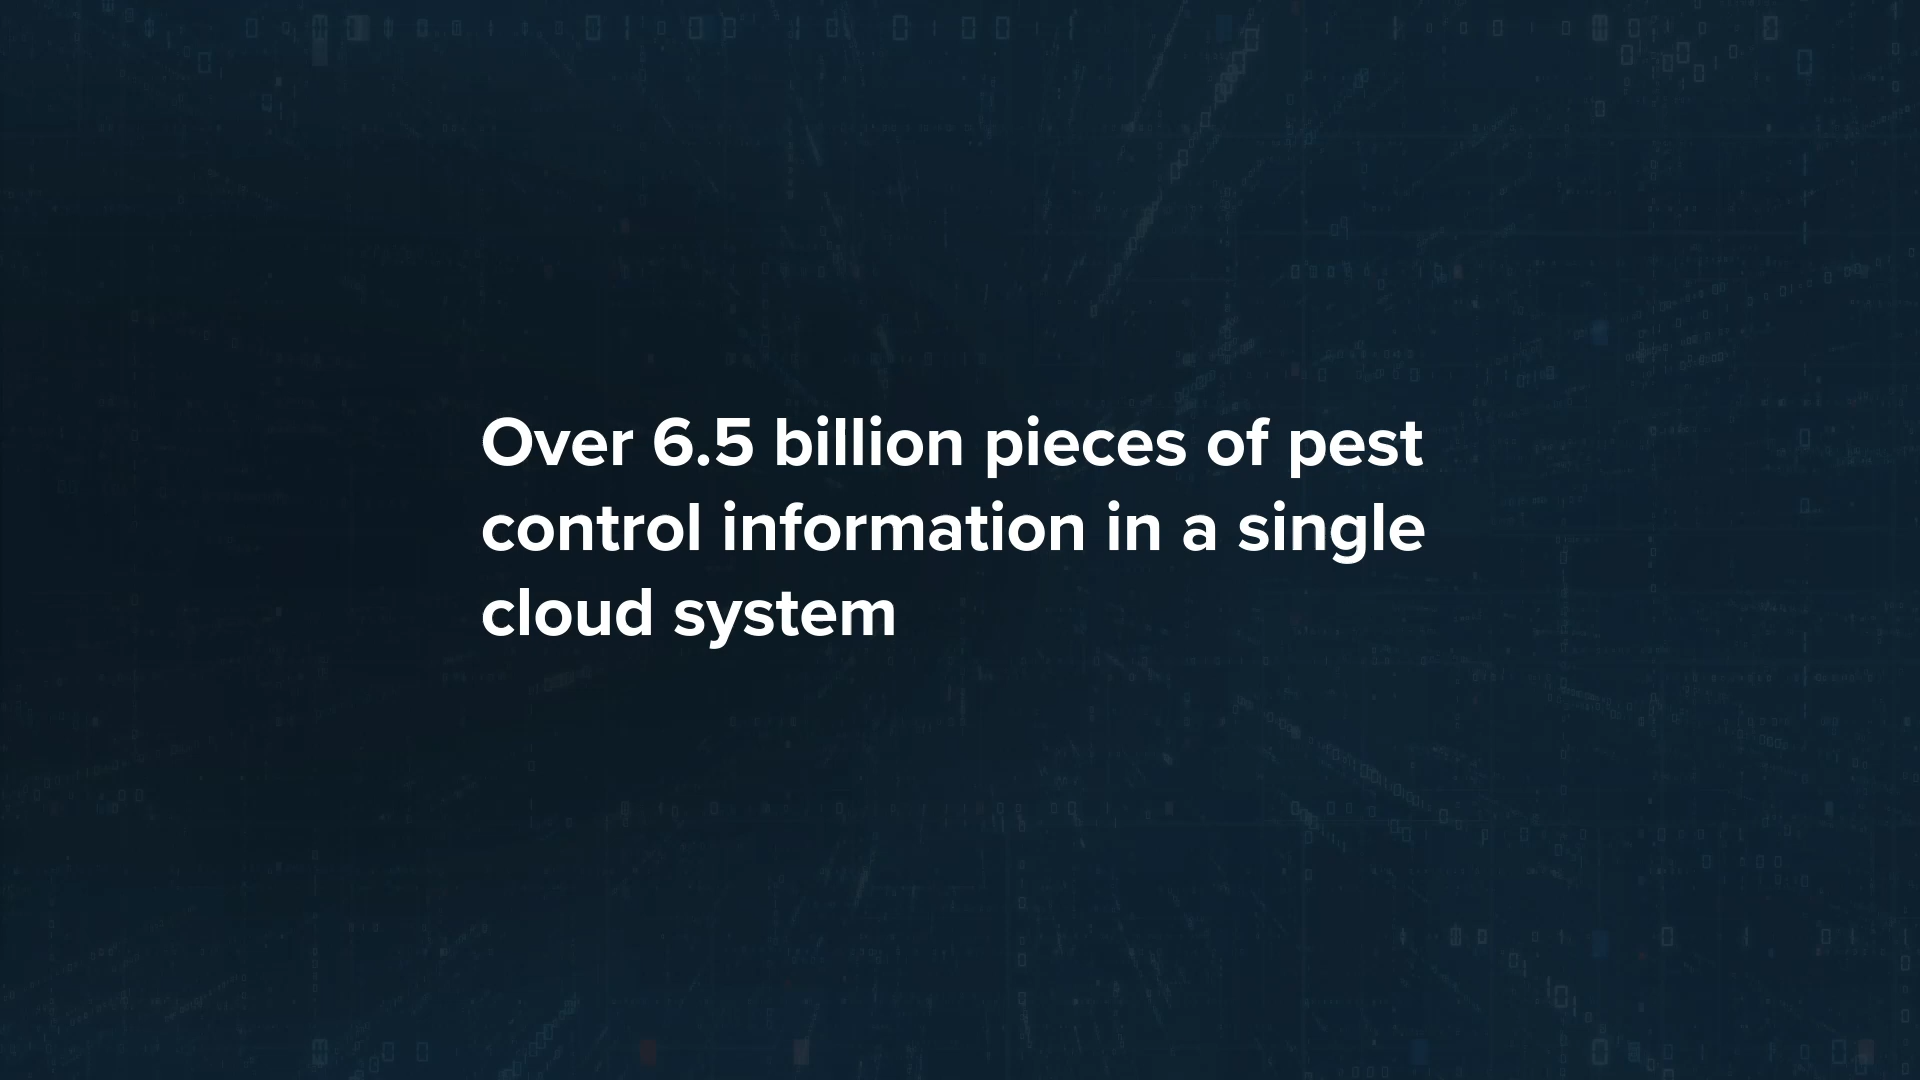 Over 6.5 billion pieces of pest
control information in a single
cloud system